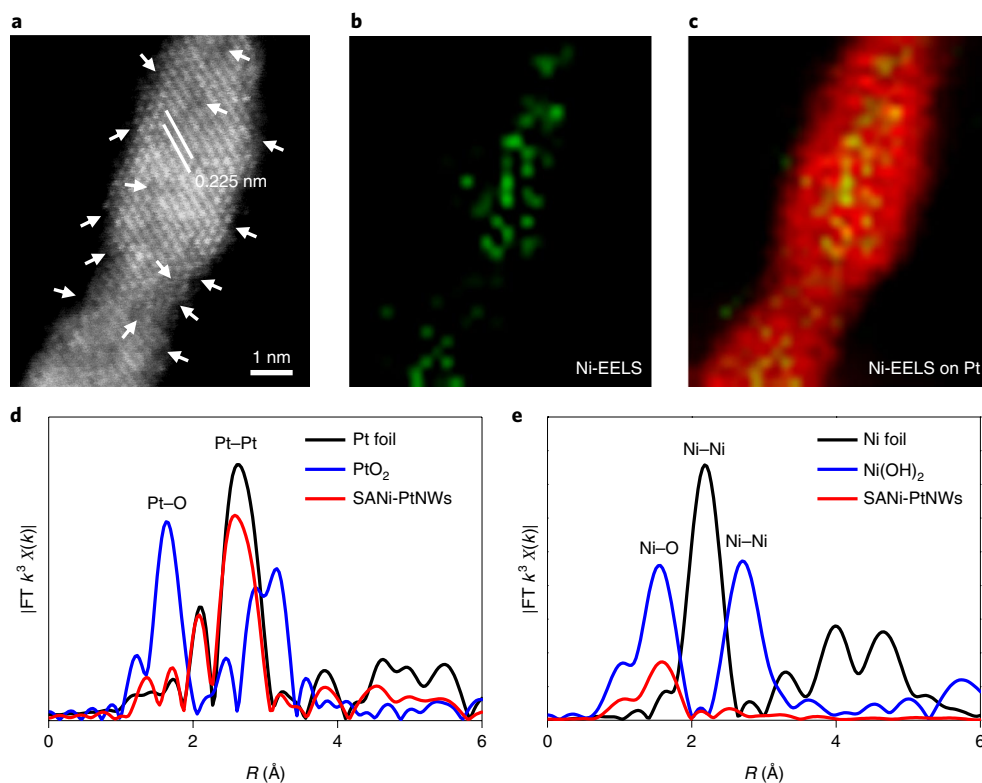 a
b
c
0.225 nm
1 nm
Ni-EELS
Ni-EELS on Pt
d
Pt–Pt
Pt–O
Pt foil
PtO₂
SANi-PtNWs
|FT k³ χ(k)|
0 2 4 6
R (Å)
e
Ni–Ni
Ni–O
Ni–Ni
Ni foil
Ni(OH)₂
SANi-PtNWs
|FT k³ χ(k)|
0 2 4 6
R (Å)